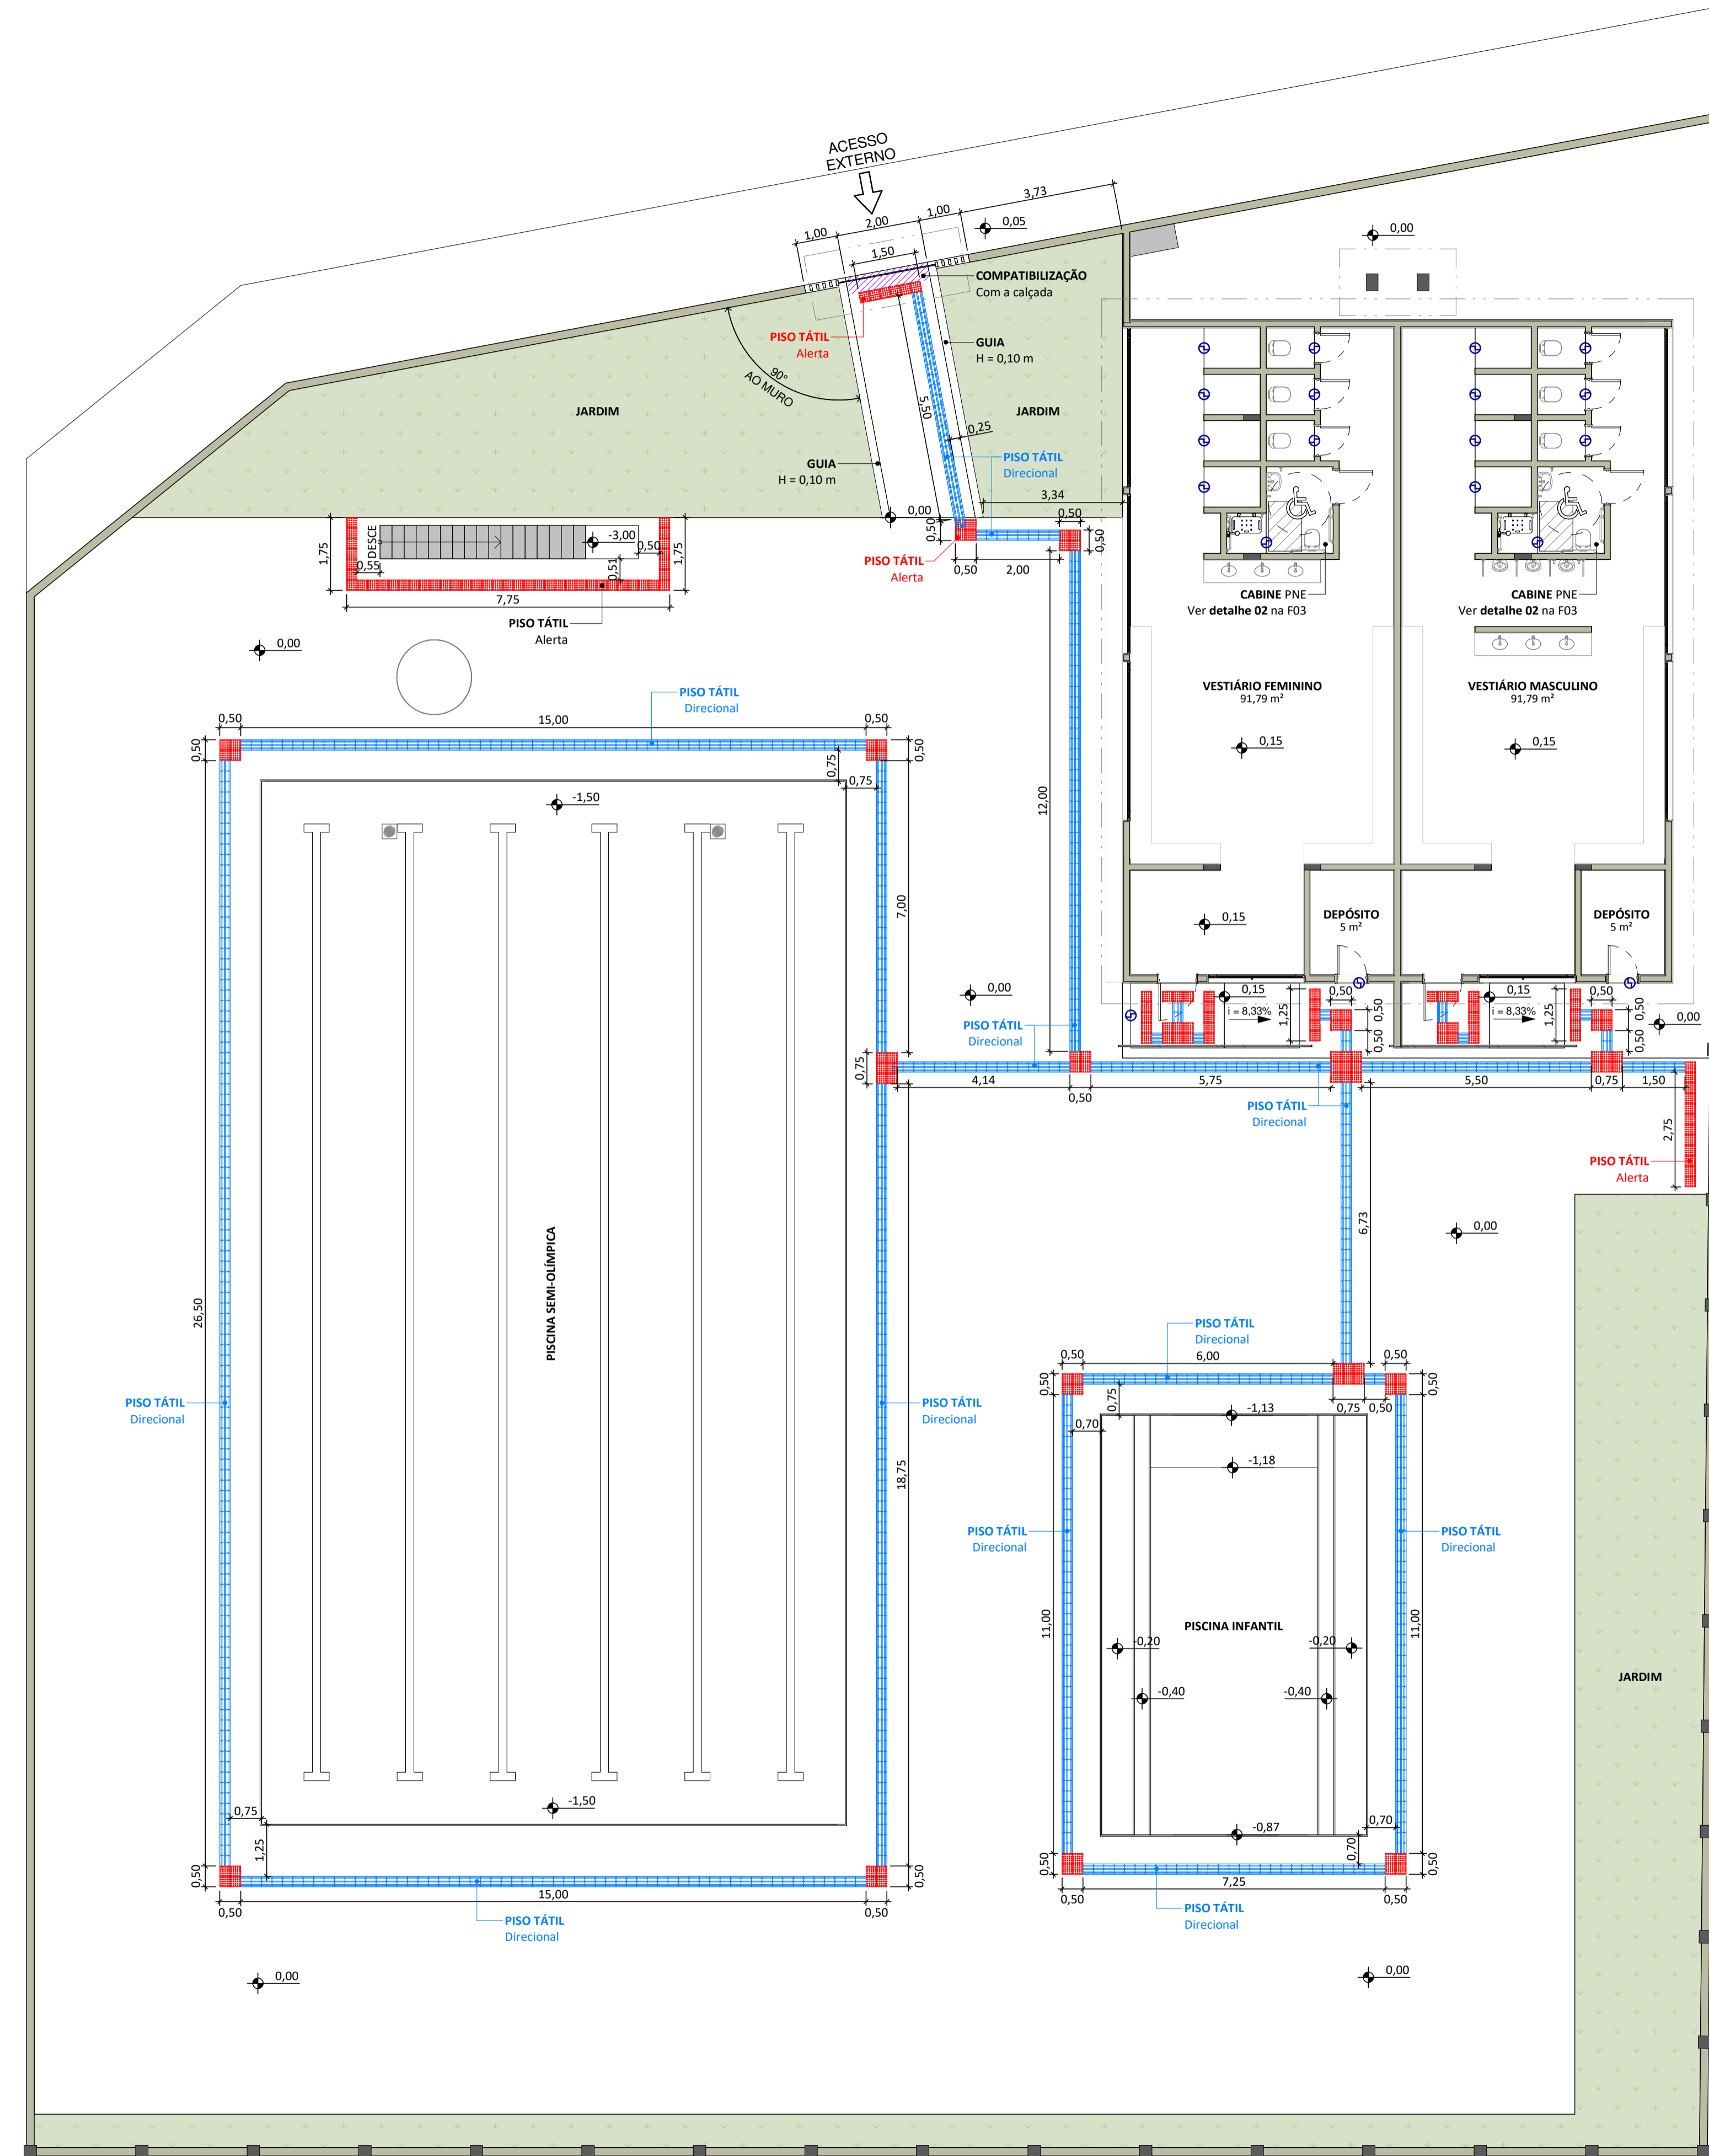 ACESSO
EXTERNO
3,73
1,00
2,00
1,00
0,05
0,00
1,50
COMPATIBILIZAÇÃO
Com a calçada
PISO TÁTIL
Alerta
GUIA
H = 0,10 m
90°
AO MURO
JARDIM
5,50
JARDIM
0,25
PISO TÁTIL
Direcional
GUIA
H = 0,10 m
3,34
0,00
0,50
0,50
0,50
PISO TÁTIL
Alerta
0,50
2,00
1,75
DESCE
-3,00
0,50
1,75
0,55
0,51
7,75
PISO TÁTIL
Alerta
CABINE PNE
Ver detalhe 02 na F03
CABINE PNE
Ver detalhe 02 na F03
0,00
VESTIÁRIO FEMININO
91,79 m²
VESTIÁRIO MASCULINO
91,79 m²
PISO TÁTIL
Direcional
0,50
15,00
0,50
0,50
0,50
0,75
0,75
0,15
0,15
-1,50
12,00
7,00
0,15
DEPÓSITO
5 m²
DEPÓSITO
5 m²
0,00
0,15
i = 8,33%
1,25
0,50
0,50
0,50
0,15
i = 8,33%
1,25
0,50
0,50
0,50
0,00
PISO TÁTIL
Direcional
0,75
4,14
0,50
5,75
5,50
0,75
1,50
PISO TÁTIL
Direcional
2,75
PISO TÁTIL
Alerta
6,73
0,00
26,50
PISCINA SEMI-OLÍMPICA
PISO TÁTIL
Direcional
0,50
6,00
0,50
0,50
0,50
0,75
0,75
0,50
0,70
-1,13
-1,18
PISO TÁTIL
Direcional
PISO TÁTIL
Direcional
18,75
PISO TÁTIL
Direcional
PISO TÁTIL
Direcional
11,00
PISCINA INFANTIL
11,00
-0,20
-0,20
-0,40
-0,40
JARDIM
-1,50
0,75
1,25
-0,87
0,70
0,70
0,50
0,50
0,50
0,50
15,00
0,50
0,50
7,25
0,50
0,50
PISO TÁTIL
Direcional
PISO TÁTIL
Direcional
0,00
0,00